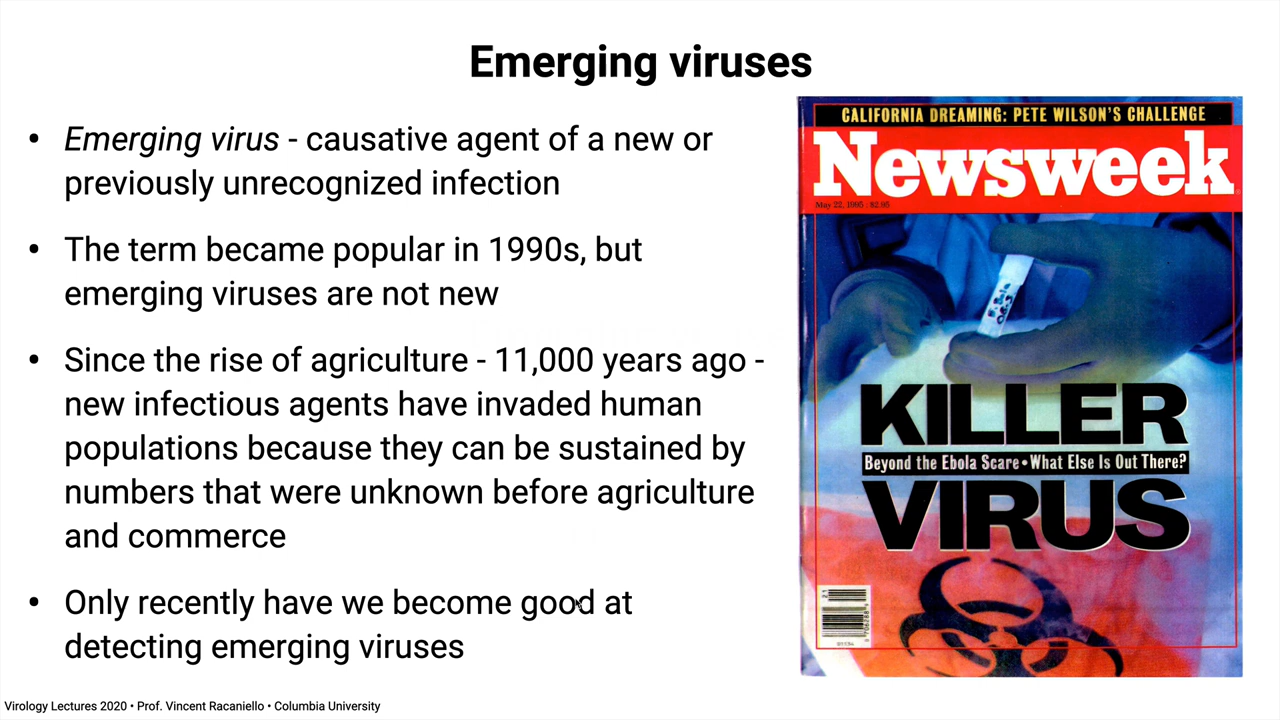 Emerging viruses
• Emerging virus - causative agent of a new or
previously unrecognized infection
• The term became popular in 1990s, but
emerging viruses are not new
• Since the rise of agriculture - 11,000 years ago -
new infectious agents have invaded human
populations because they can be sustained by
numbers that were unknown before agriculture
and commerce
• Only recently have we become good at
detecting emerging viruses
CALIFORNIA DREAMING: PETE WILSON'S CHALLENGE
Newsweek
May 22, 1995 : $2.95
KILLER
Beyond the Ebola Scare • What Else Is Out There?
VIRUS
Virology Lectures 2020 • Prof. Vincent Racaniello • Columbia University